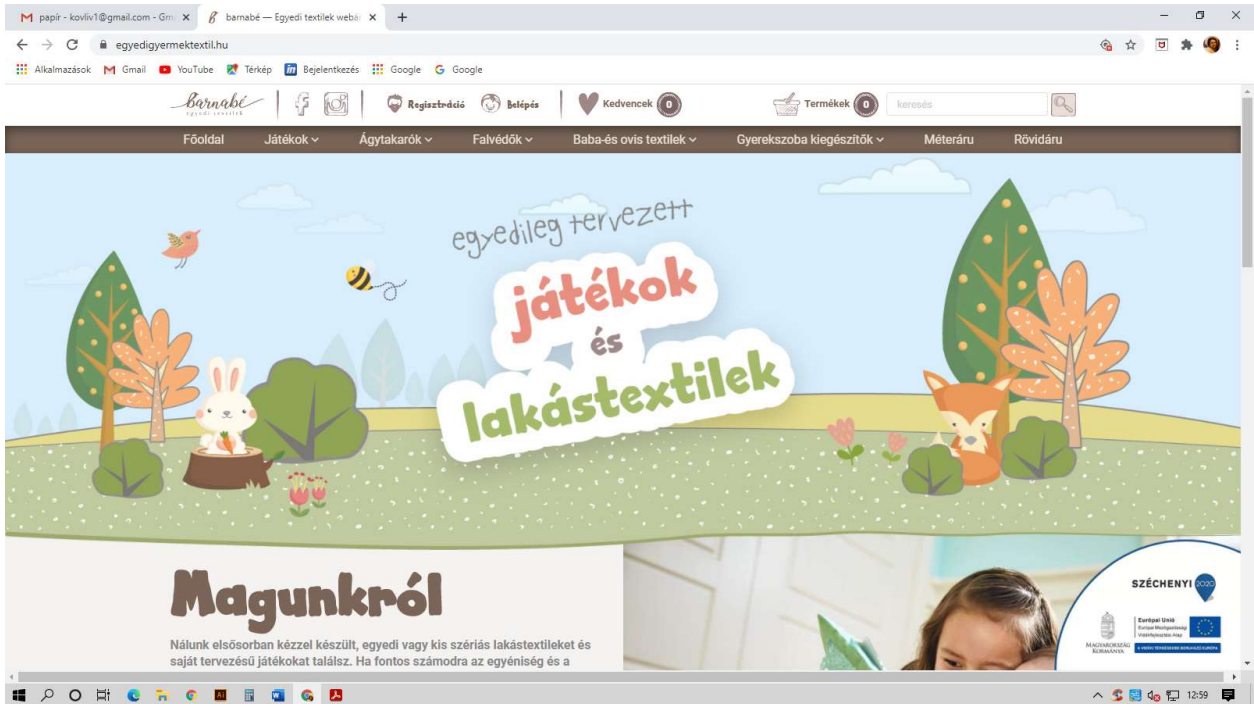 papír - kovliv1@gmail.com - Gm
barnabé — Egyedi textilek webár
egyedigyermektextil.hu
Alkalmazások
Gmail
YouTube
Térkép
Bejelentkezés
Google
Google
Barnabé
egyedi textilek
Regisztráció
Belépés
Kedvencek 0
Termékek 0
keresés
Főoldal
Játékok
Ágytakarók
Falvédők
Baba-és ovis textilek
Gyerekszoba kiegészítők
Méteráru
Rövidáru
egyedileg tervezett
játékok
és
lakástextilek
Magunkról
Nálunk elsősorban kézzel készült, egyedi vagy kis
szériás lakástextileket és
saját tervezésű játékokat találsz. Ha fontos számodra az egyéniség és a
SZÉCHENYI 2020
Magyarország
Kormánya
Európai Unió
12:59